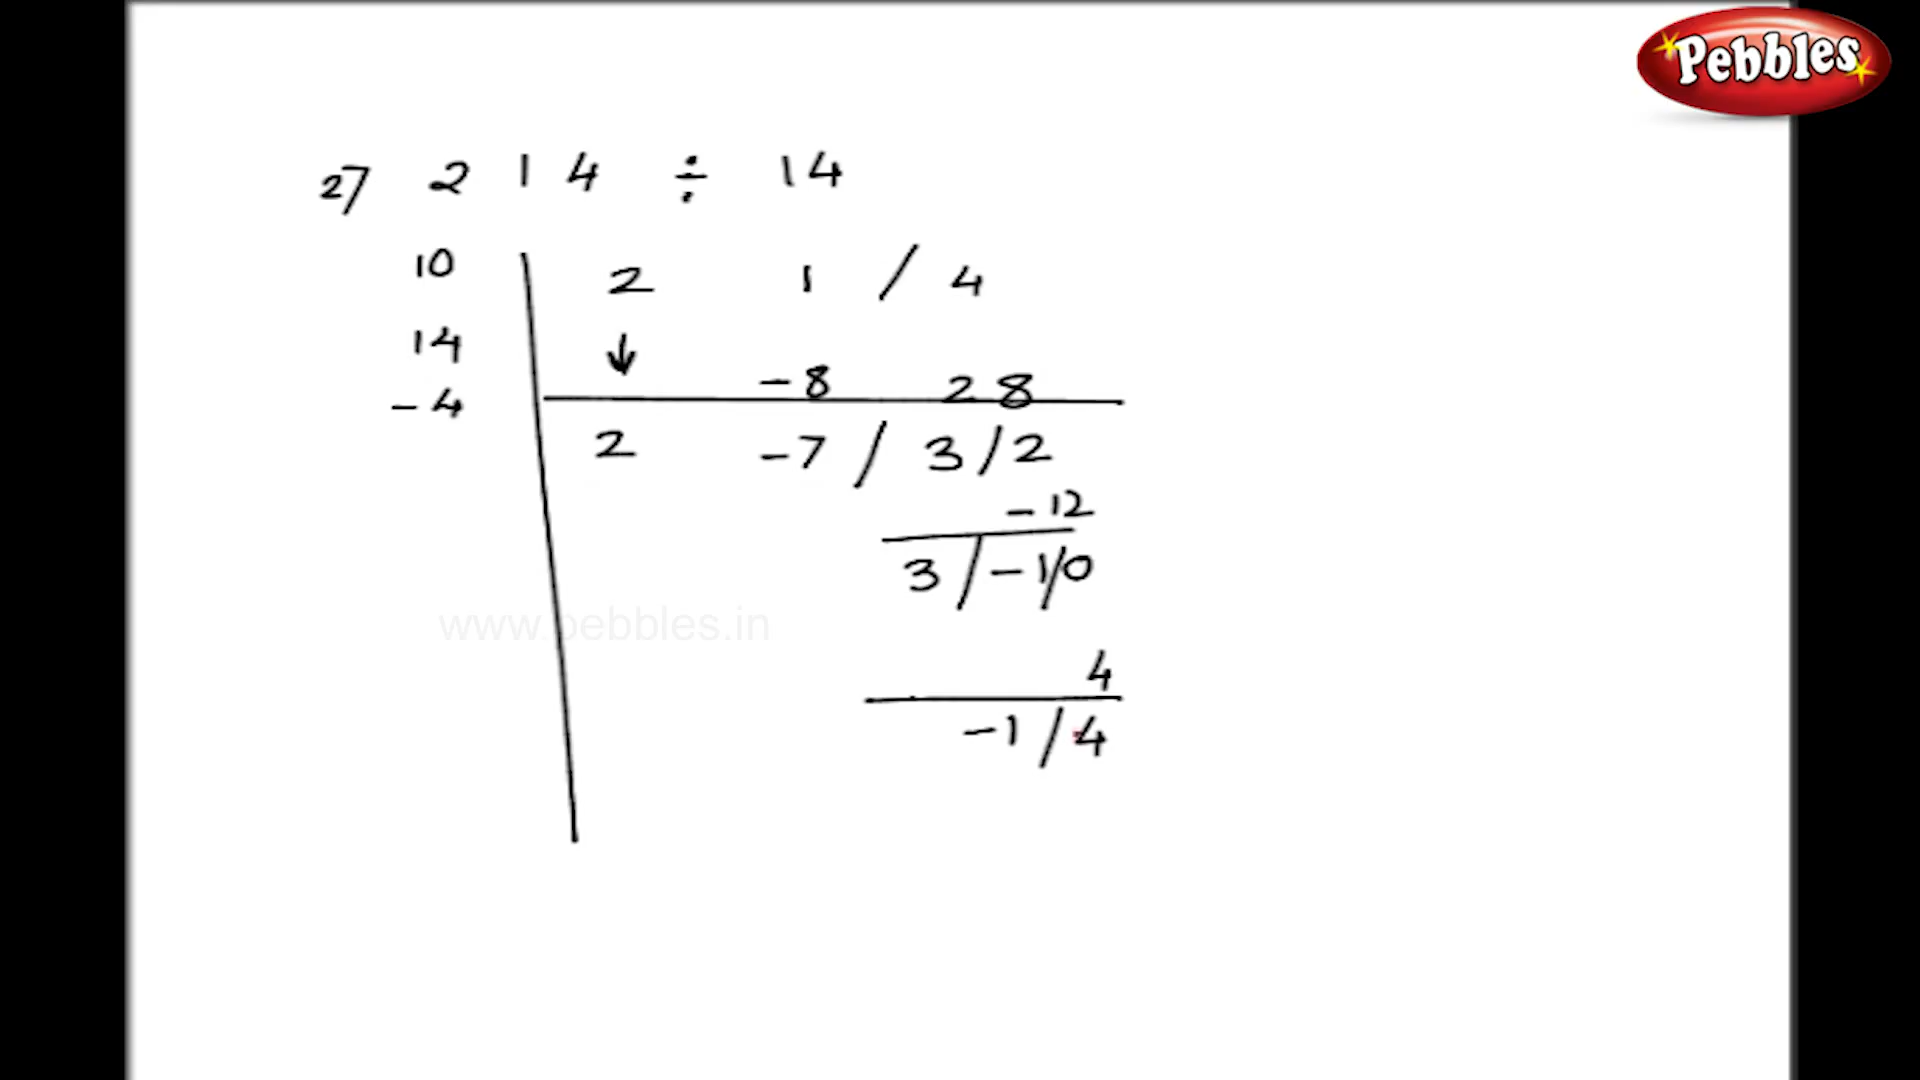 Pebbles
2) 2 1 4 ÷ 14
10 2 1 / 4
14 ↓
-4 -8 28
2 -7 / 3/2
-12
3/-1/0
www.pebbles.in
4
-1/4